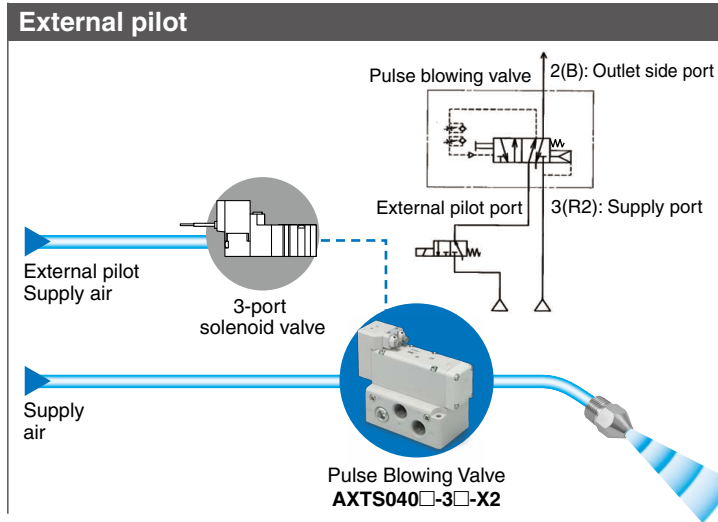 External pilot
Pulse blowing valve
2(B): Outlet side port
External pilot port
3(R2): Supply port
External pilot
Supply air
3-port
solenoid valve
Supply
air
Pulse Blowing Valve
AXTS040□-3□-X2